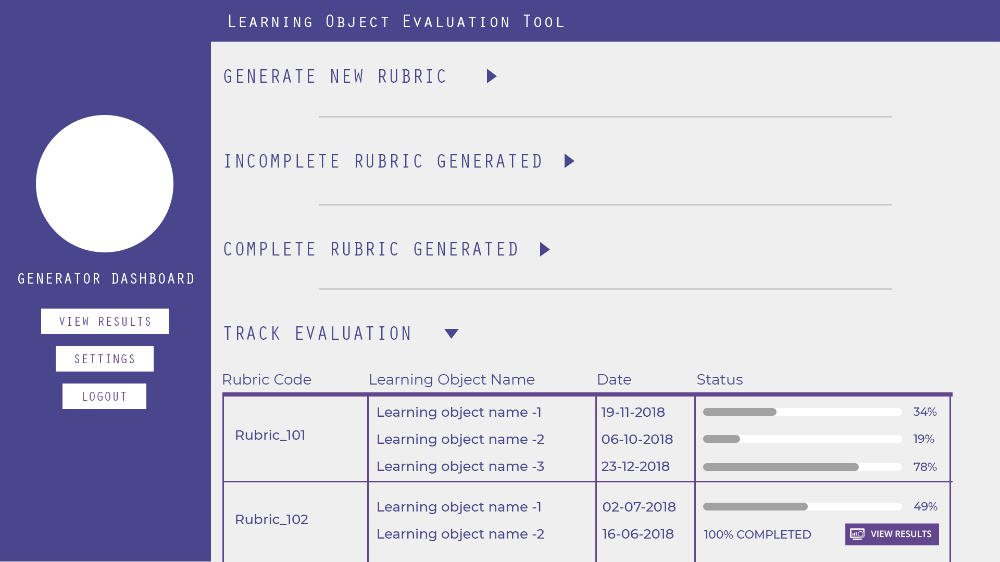 Learning Object Evaluation Tool
GENERATE NEW RUBRIC
INCOMPLETE RUBRIC GENERATED
COMPLETE RUBRIC GENERATED
GENERATOR DASHBOARD
VIEW RESULTS
SETTINGS
LOGOUT
TRACK EVALUATION
Rubric Code Learning Object Name Date Status
Rubric_101
Learning object name -1 19-11-2018 34%
Learning object name -2 06-10-2018 19%
Learning object name -3 23-12-2018 78%
Rubric_102
Learning object name -1 02-07-2018 49%
Learning object name -2 16-06-2018 100% COMPLETED VIEW RESULTS